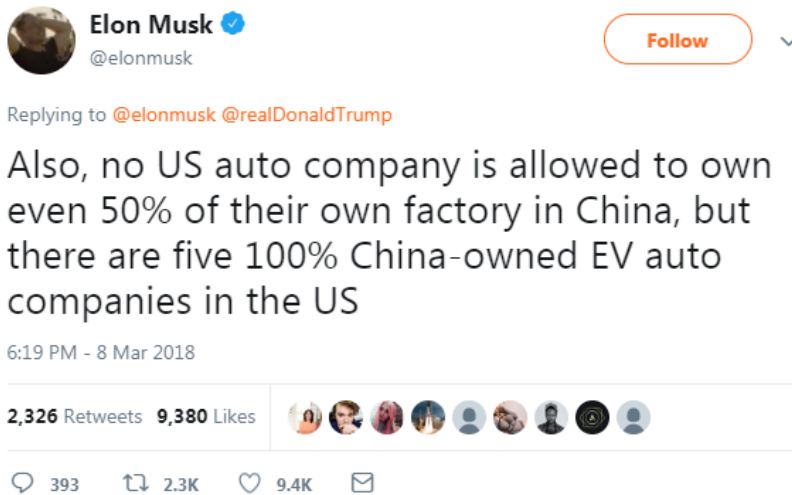 Elon Musk
@elonmusk
Follow
Replying to @elonmusk @realDonaldTrump
Also, no US auto company is allowed to own
even 50% of their own factory in China, but
there are five 100% China-owned EV auto
companies in the US
6:19 PM - 8 Mar 2018
2,326 Retweets 9,380 Likes
393 2.3K 9.4K